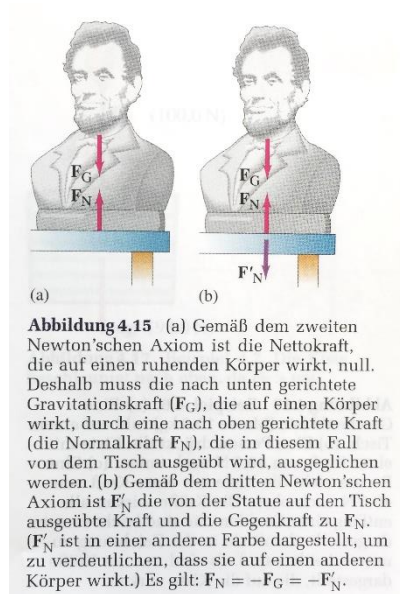 F_G F_G
F_N F_N
F'_N
(a) (b)
Abbildung 4.15 (a) Gemäß dem zweiten
Newton'schen Axiom ist die Nettokraft,
die auf einen ruhenden Körper wirkt, null.
Deshalb muss die nach unten gerichtete
Gravitationskraft (F_G), die auf einen Körper
wirkt, durch eine nach oben gerichtete Kraft
(die Normalkraft F_N), die in diesem Fall
von dem Tisch ausgeübt wird, ausgeglichen
werden. (b) Gemäß dem dritten Newton'schen
Axiom ist F'_N die von der Statue auf den Tisch
ausgeübte Kraft und die Gegenkraft zu F_N.
(F'_N ist in einer anderen Farbe dargestellt, um
zu verdeutlichen, dass sie auf einen anderen
Körper wirkt.) Es gilt: F_N = −F_G = −F'_N.